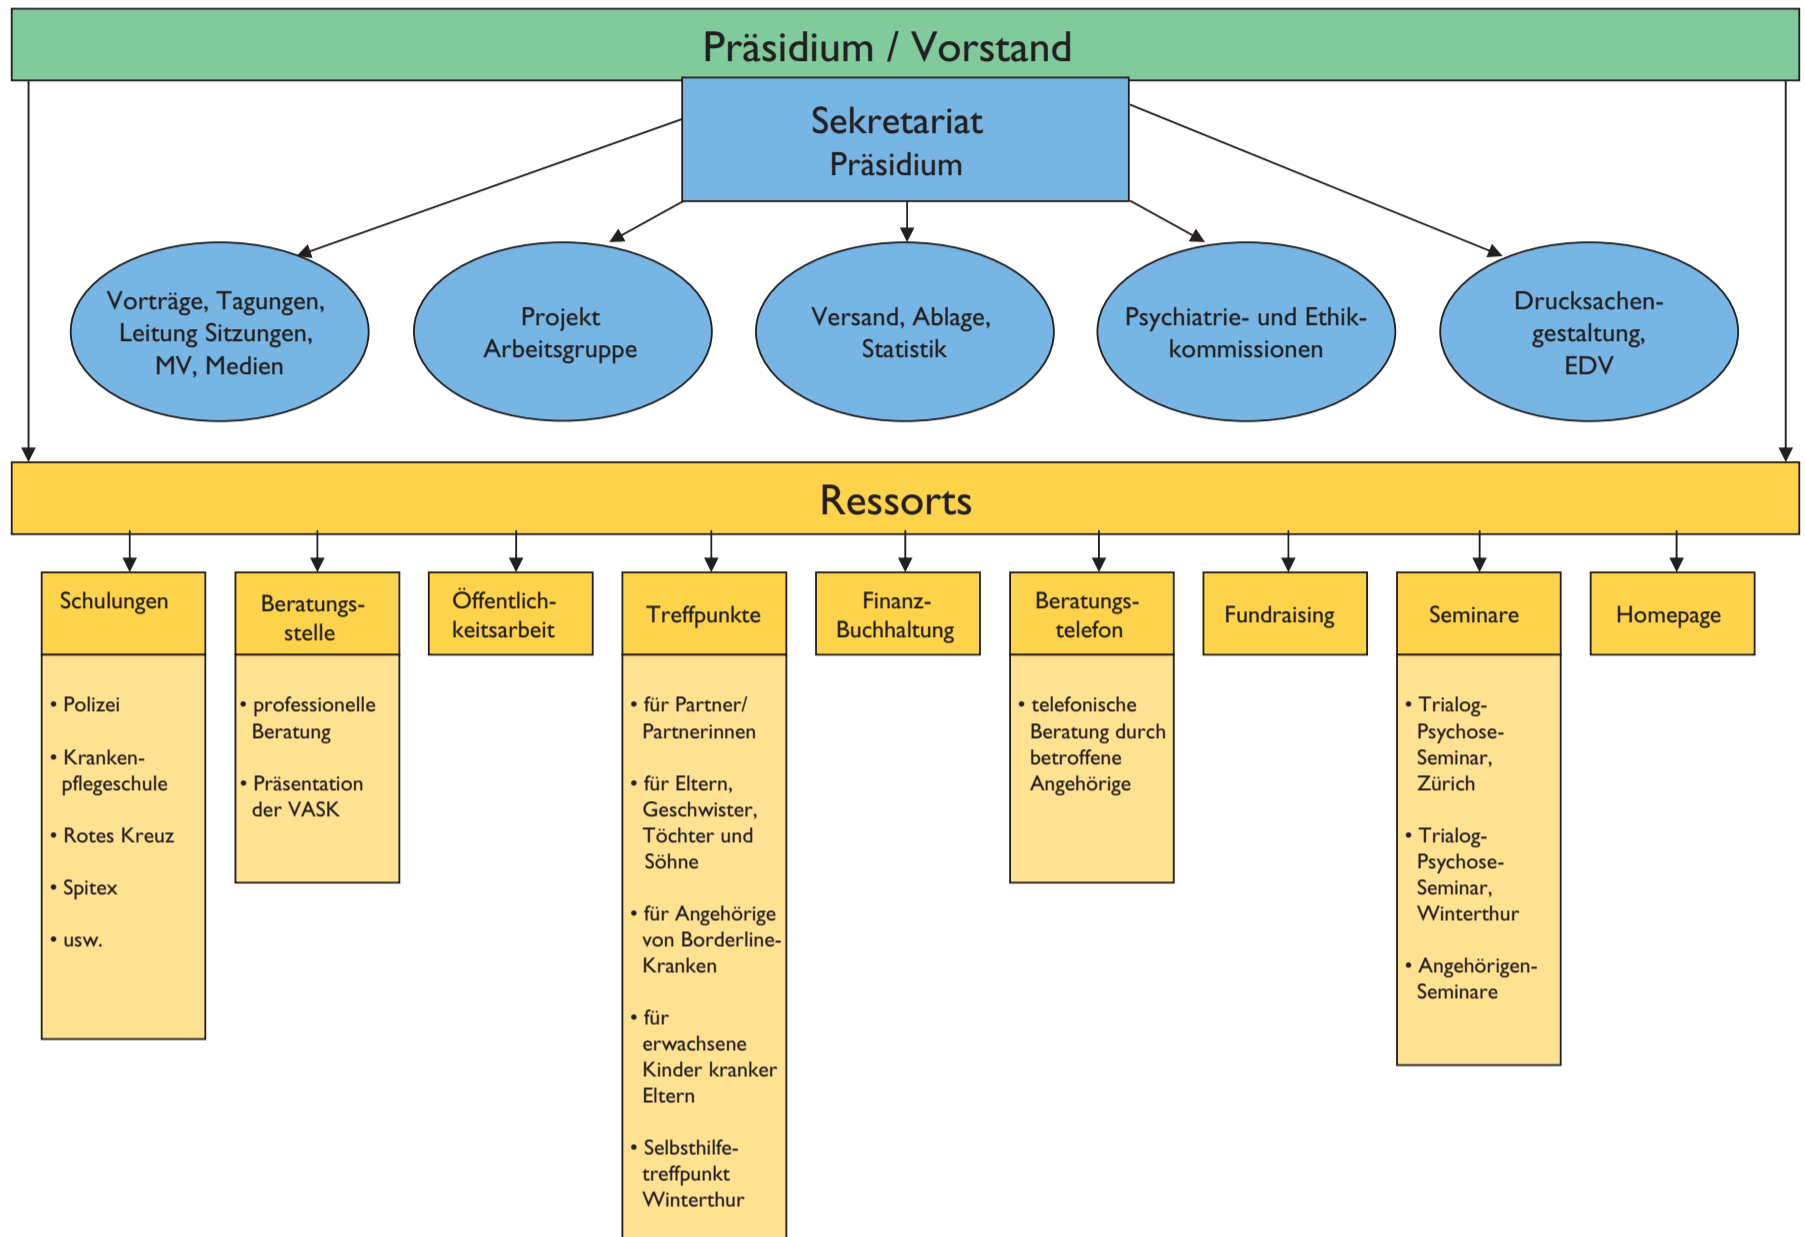 Präsidium / Vorstand
Sekretariat
Präsidium
Vorträge, Tagungen,
Leitung Sitzungen,
MV, Medien
Projekt
Arbeitsgruppe
Versand, Ablage,
Statistik
Psychiatrie- und Ethik-
kommissionen
Drucksachen-
gestaltung,
EDV
Ressorts
Schulungen
• Polizei
• Kranken-
pflegeschule
• Rotes Kreuz
• Spitex
• usw.
Beratungs-
stelle
• professionelle
Beratung
• Präsentation
der VASK
Öffentlich-
keitsarbeit
Treffpunkte
• für Partner/
Partnerinnen
• für Eltern,
Geschwister,
Töchter und
Söhne
• für Angehörige
von Borderline-
Kranken
• für
erwachsene
Kinder kranker
Eltern
• Selbsthilfe-
treffpunkt
Winterthur
Finanz-
Buchhaltung
Beratungs-
telefon
• telefonische
Beratung durch
betroffene
Angehörige
Fundraising
Seminare
• Trialog-
Psychose-
Seminar,
Zürich
• Trialog-
Psychose-
Seminar,
Winterthur
• Angehörigen-
Seminare
Homepage